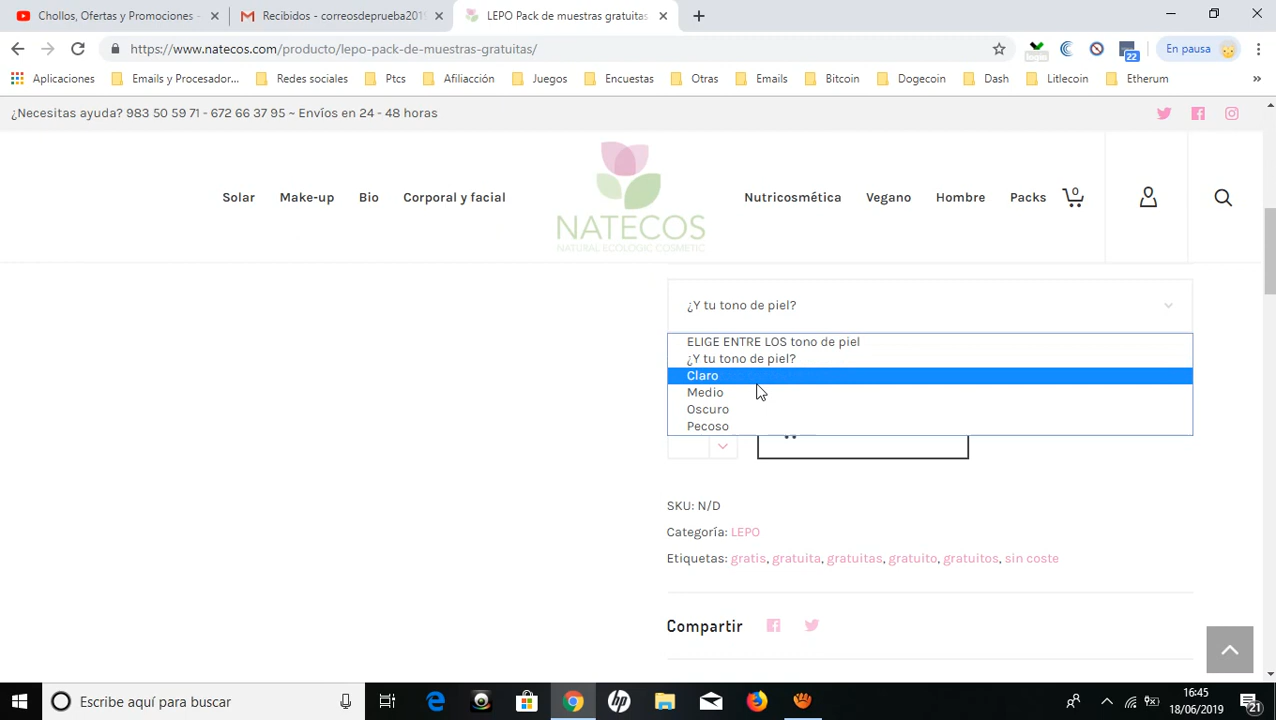 Chollos, Ofertas y Promociones -
Recibidos - correosdeprueba201
LEPO Pack de muestras gratuitas
https://www.natecos.com/producto/lepo-pack-de-muestras-gratuitas/
22
En pausa
Aplicaciones
Emails y Procesador...
Redes sociales
Ptcs
Afiliacción
Juegos
Encuestas
Otras
Emails
Bitcoin
Dogecoin
Dash
Litlecoin
Etherum
»
¿Necesitas ayuda? 983 50 59 71 - 672 66 37 95 ~ Envíos en 24 - 48 horas
Solar
Make-up
Bio
Corporal y facial
NATECOS
NATURAL ECOLOGIC COSMETIC
Nutricosmética
Vegano
Hombre
Packs
0
¿Y tu tono de piel?
ELIGE ENTRE LOS tono de piel
¿Y tu tono de piel?
Claro
Medio
Oscuro
Pecoso
SKU: N/D
Categoría: LEPO
Etiquetas: gratis, gratuita, gratuitas, gratuito, gratuitos, sin coste
Compartir
Escribe aquí para buscar
16:45
18/06/2019
21